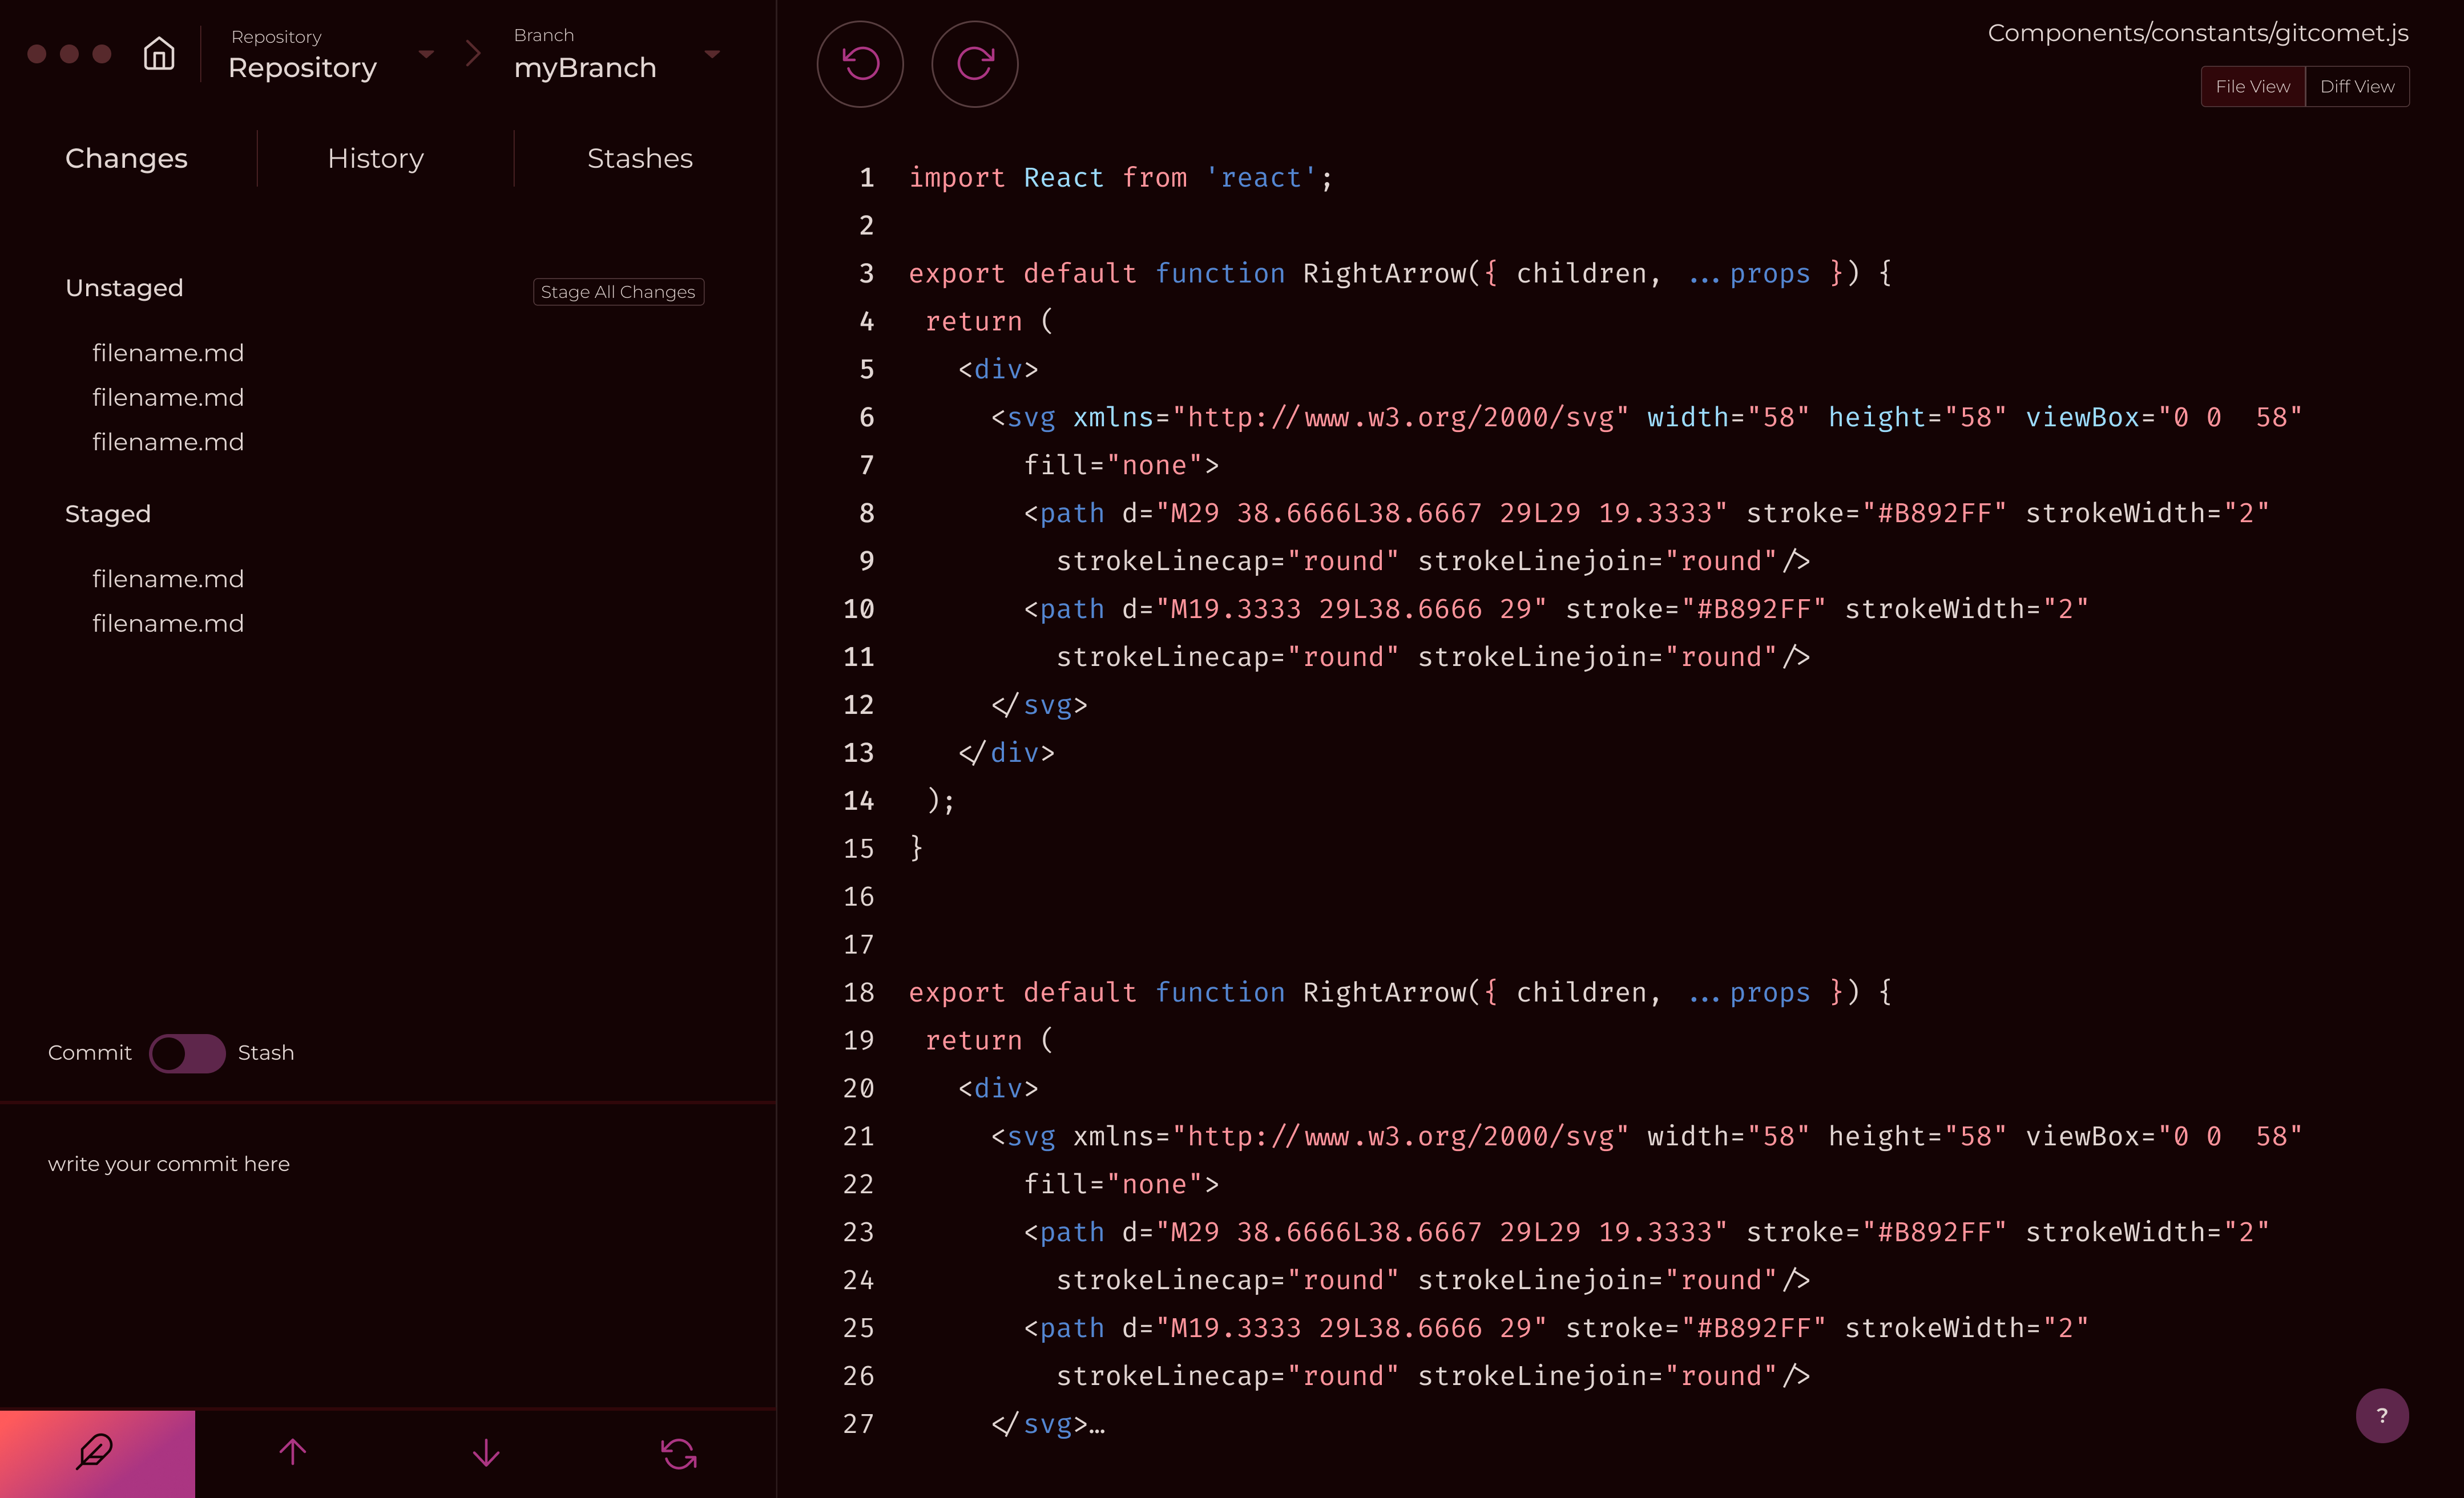 Repository
Repository
Branch
myBranch
Changes
History
Stashes
Unstaged
Stage All Changes
filename.md
filename.md
filename.md
Staged
filename.md
filename.md
Commit
Stash
write your commit here
Components/constants/gitcomet.js
File View
Diff View
1 import React from 'react';
2
3 export default function RightArrow({ children, ...props }) {
4 return (
5 <div>
6 <svg xmlns="http://www.w3.org/2000/svg" width="58" height="58" viewBox="0 0  58"
7 fill="none">
8 <path d="M29 38.6666L38.6667 29L29 19.3333" stroke="#B892FF" strokeWidth="2"
9 strokeLinecap="round" strokeLinejoin="round"/>
10 <path d="M19.3333 29L38.6666 29" stroke="#B892FF" strokeWidth="2"
11 strokeLinecap="round" strokeLinejoin="round"/>
12 </svg>
13 </div>
14 );
15 }
16
17
18 export default function RightArrow({ children, ...props }) {
19 return (
20 <div>
21 <svg xmlns="http://www.w3.org/2000/svg" width="58" height="58" viewBox="0 0  58"
22 fill="none">
23 <path d="M29 38.6666L38.6667 29L29 19.3333" stroke="#B892FF" strokeWidth="2"
24 strokeLinecap="round" strokeLinejoin="round"/>
25 <path d="M19.3333 29L38.6666 29" stroke="#B892FF" strokeWidth="2"
26 strokeLinecap="round" strokeLinejoin="round"/>
27 </svg>…
?